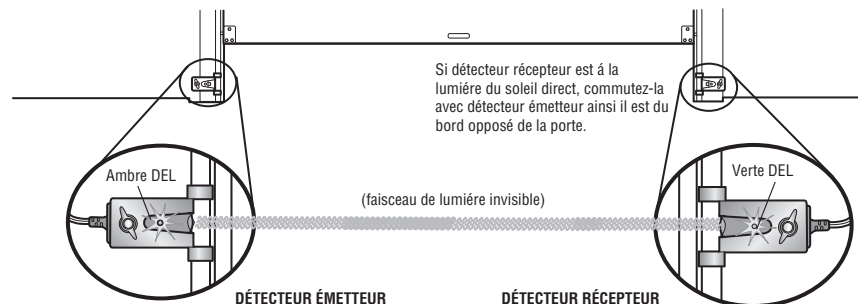 Si détecteur récepteur est á la
lumiére du soleil direct, commutez-la
avec détecteur émetteur ainsi il est du
bord opposé de la porte.
Ambre DEL
Verte DEL
(faisceau de lumiére invisible)
DÉTECTEUR ÉMETTEUR
DÉTECTEUR RÉCEPTEUR